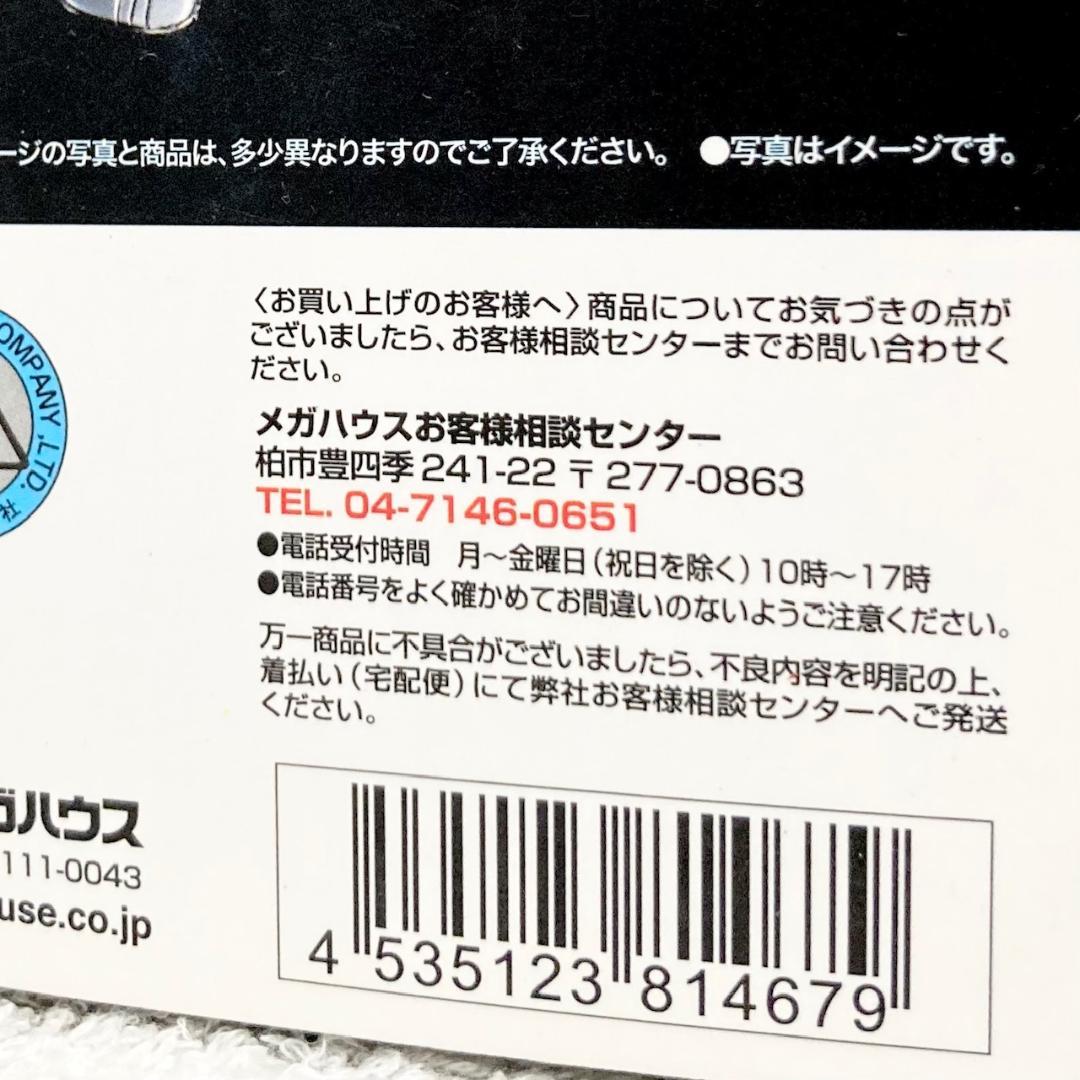 ージの写真と商品は、多少異なりますのでご了承ください。 ●写真はイメージです。
〈お買い上げのお客様へ〉商品についてお気づきの点が
ございましたら、お客様相談センターまでお問い合わせく
ださい。
メガハウスお客様相談センター
柏市豊四季241-22 〒277-0863
TEL. 04-7146-0651
●電話受付時間 月～金曜日(祝日を除く)10時～17時
●電話番号をよく確かめてお間違いのないようご注意ください。
万一商品に不具合がございましたら、不良内容を明記の上、
着払い(宅配便)にて弊社お客様相談センターへご発送
ください。
OMPANY ,LTD. 社
ガハウス
111-0043
use.co.jp
4 535123 814679